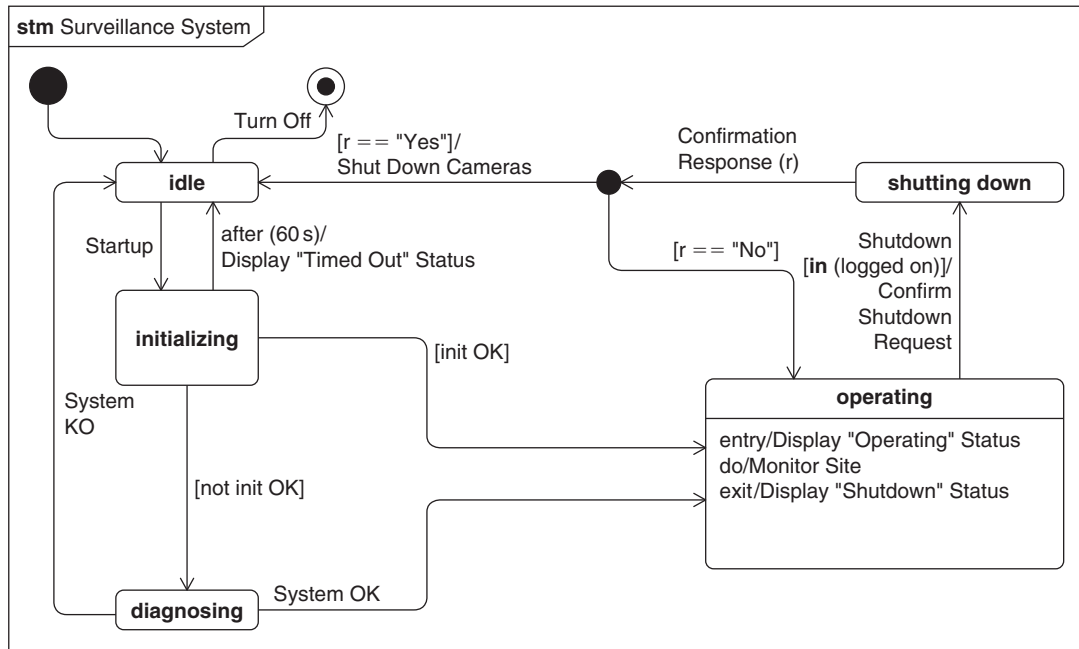 stm Surveillance System
Turn Off
[r == "Yes"]/
Shut Down Cameras
Confirmation
Response (r)
idle
shutting down
Startup
after (60 s)/
Display "Timed Out" Status
[r == "No"]
Shutdown
[in (logged on)]/
Confirm
Shutdown
Request
initializing
[init OK]
operating
entry/Display "Operating" Status
do/Monitor Site
exit/Display "Shutdown" Status
System
KO
[not init OK]
diagnosing
System OK